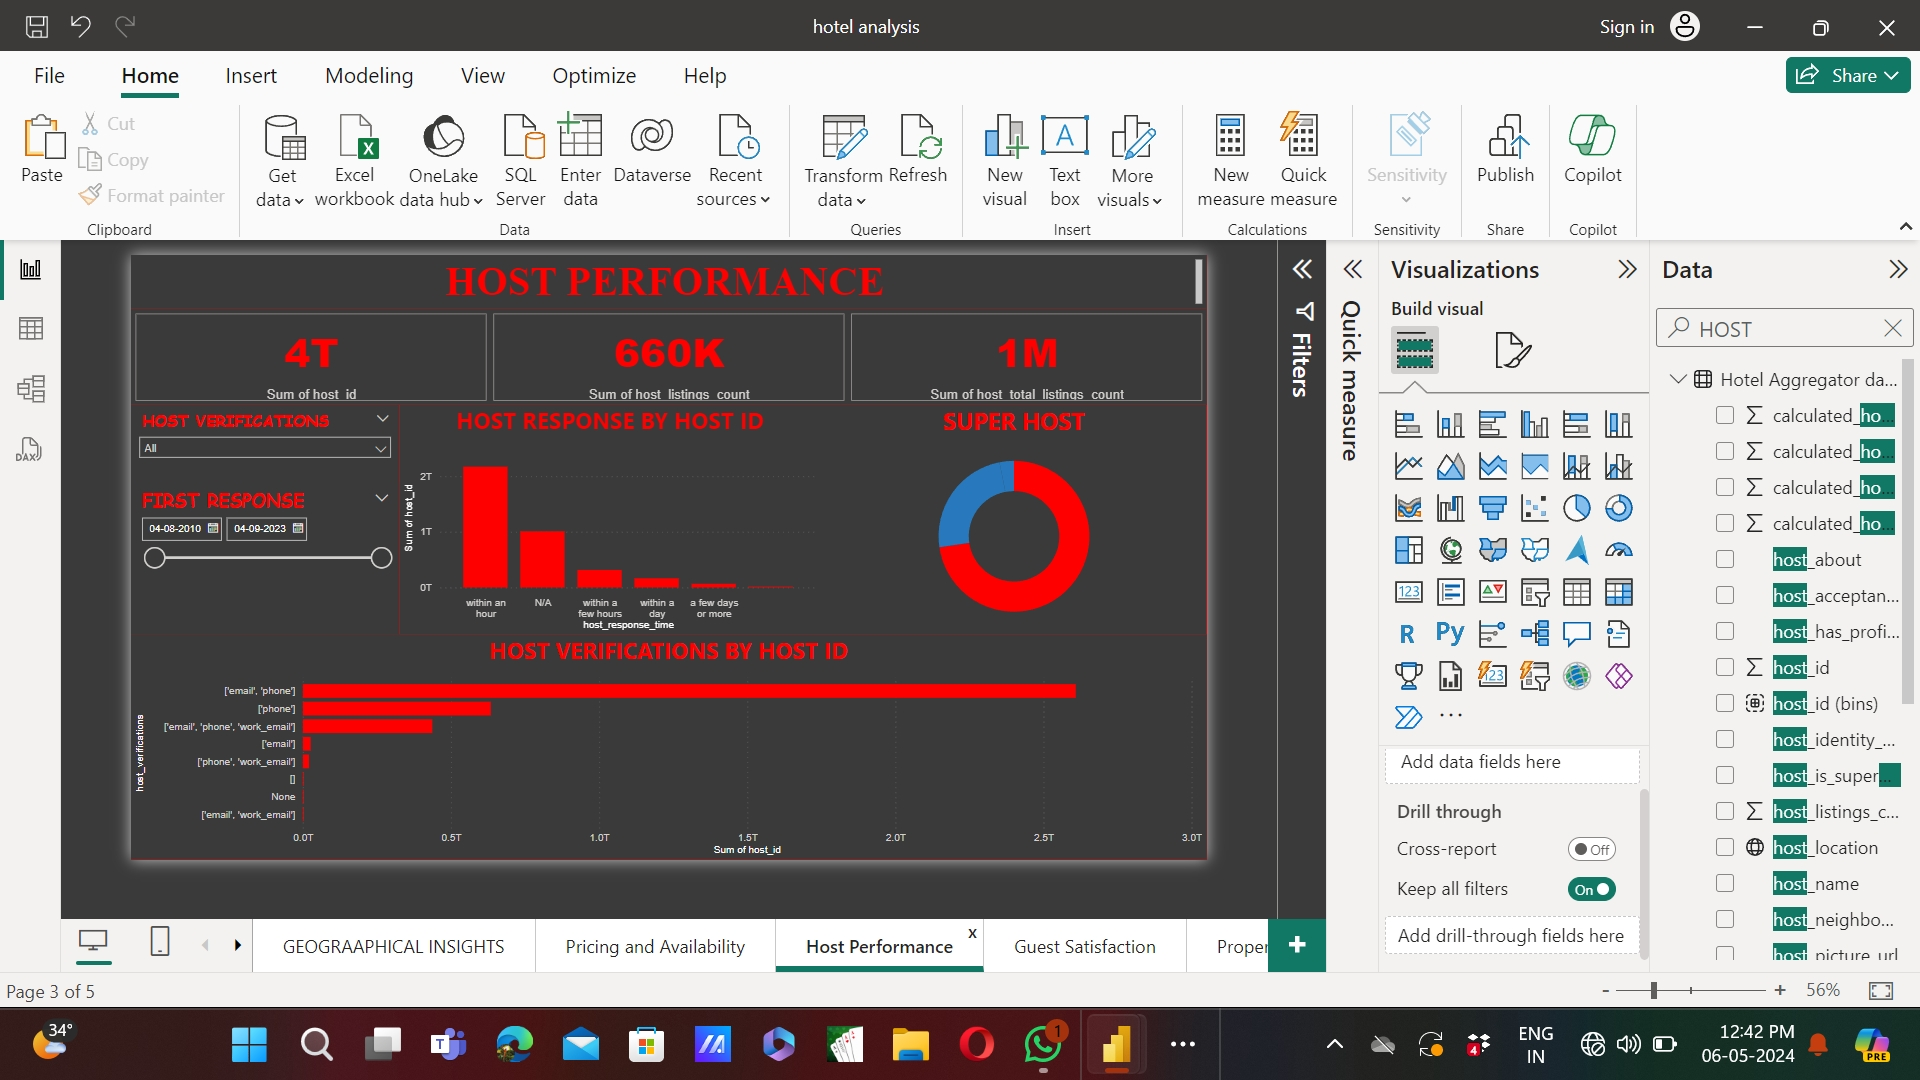 hotel analysis
Sign in
File
Home
Insert
Modeling
View
Optimize
Help
Share
Paste
Cut
Copy
Format painter
Clipboard
Get data
Excel workbook
OneLake data hub
SQL Server
Enter data
Dataverse
Recent sources
Data
Transform data
Refresh
Queries
New visual
Text box
More visuals
Insert
New measure
Quick measure
Calculations
Sensitivity
Sensitivity
Publish
Share
Copilot
Copilot
DAX
HOST PERFORMANCE
4T
Sum of host_id
660K
Sum of host_listings_count
1M
Sum of host_total_listings_count
HOST VERIFICATIONS
All
FIRST RESPONSE
04-08-2010
04-09-2023
HOST RESPONSE BY HOST ID
Sum of host_id
2T
1T
0T
within an hour
N/A
within a few hours
within a day
a few days or more
host_response_time
SUPER HOST
HOST VERIFICATIONS BY HOST ID
host_verifications
['email', 'phone']
['phone']
['email', 'phone', 'work_email']
['email']
['phone', 'work_email']
[]
None
['email', 'work_email']
0.0T
0.5T
1.0T
1.5T
2.0T
2.5T
3.0T
Sum of host_id
Filters
Quick measure
Visualizations
Build visual
123
R
Py
123
Add data fields here
Drill through
Cross-report
Off
Keep all filters
On
Add drill-through fields here
Data
HOST
Hotel Aggregator da...
calculated_ho...
calculated_ho...
calculated_ho...
calculated_ho...
host_about
host_acceptan...
host_has_profi...
host_id
host_id (bins)
host_identity_...
host_is_super...
host_listings_c...
host_location
host_name
host_neighbo...
host_picture_url
GEOGRAAPHICAL INSIGHTS
Pricing and Availability
Host Performance
x
Guest Satisfaction
Proper
+
Page 3 of 5
-
+
56%
34°
1
4
ENG
IN
12:42 PM
06-05-2024
PRE